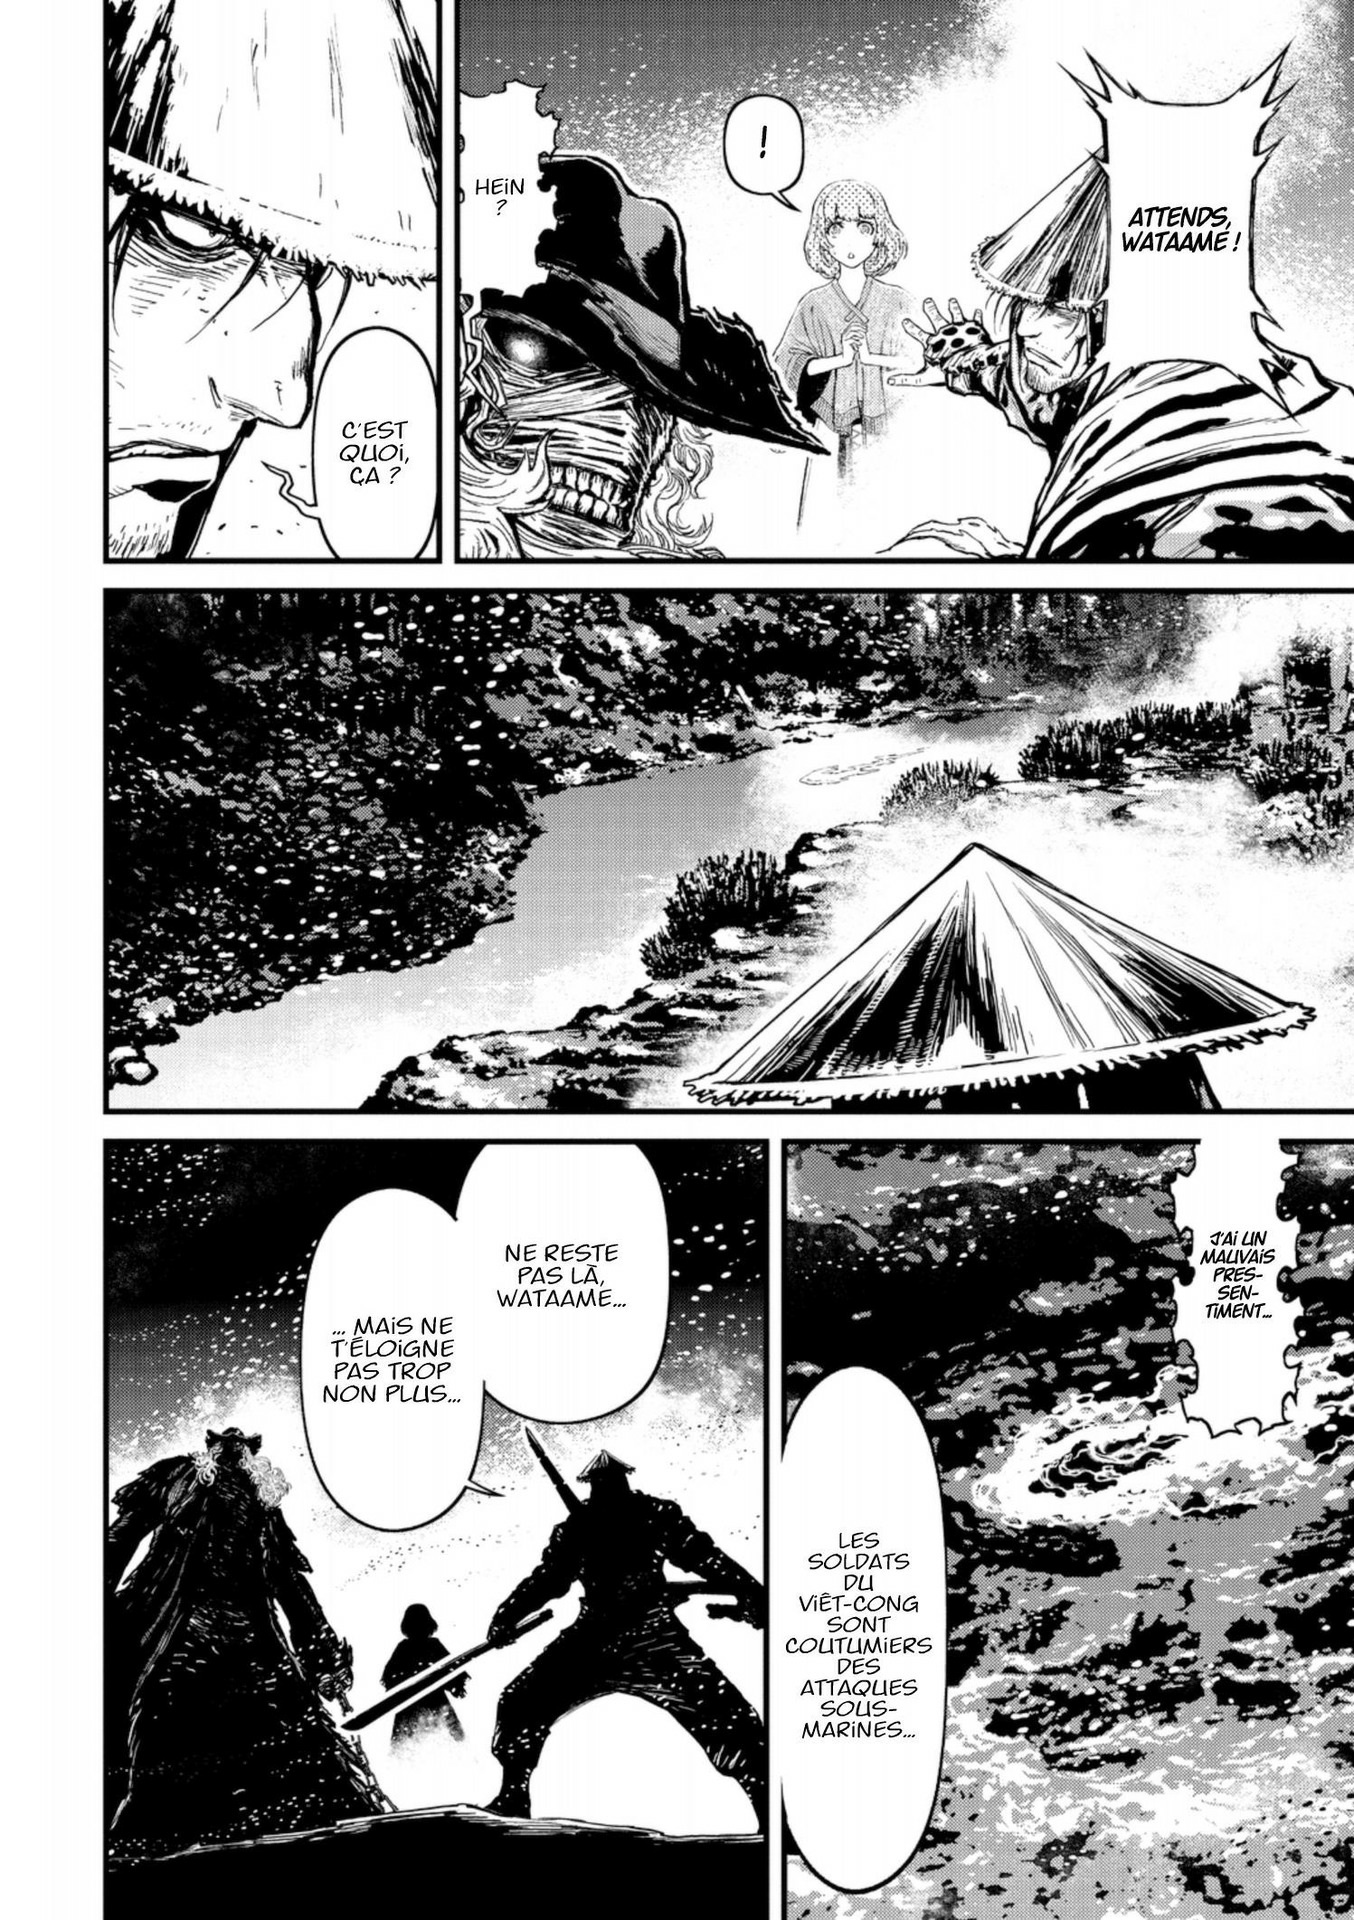 ATTENDS,
WATAAME !
!
HEIN
?
C'EST
QUOI,
ÇA ?
J'AI UN
MAUVAIS
PRES-
SEN-
TIMENT...
LES
SOLDATS
DU
VIÊT-CONG
SONT
COUTUMIERS
DES
ATTAQUES
SOUS-
MARINES...
NE RESTE
PAS LÀ,
WATAAME...
... MAIS NE
T'ÉLOIGNE
PAS TROP
NON PLUS...